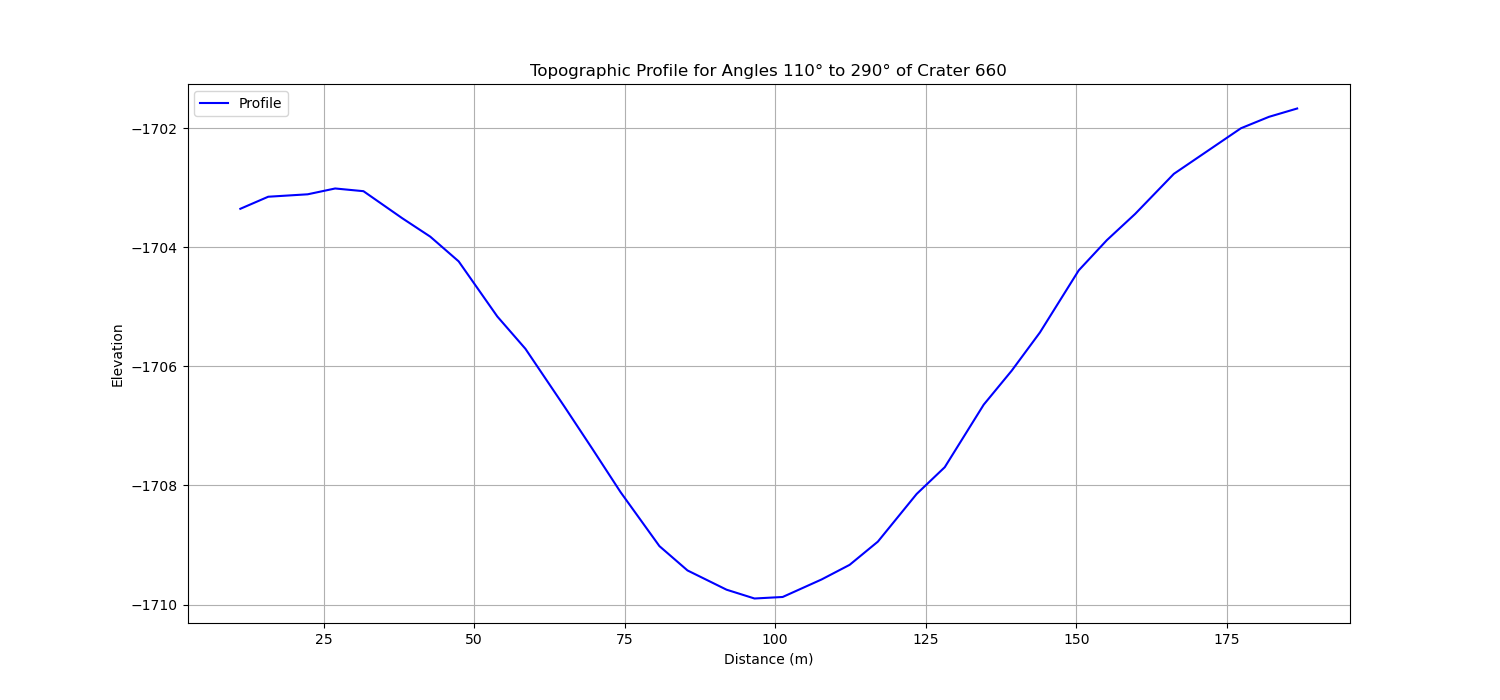 Topographic Profile for Angles 110° to 290° of Crater 660
Profile
−1702
−1704
−1706
−1708
−1710
Elevation
25 50 75 100 125 150 175
Distance (m)